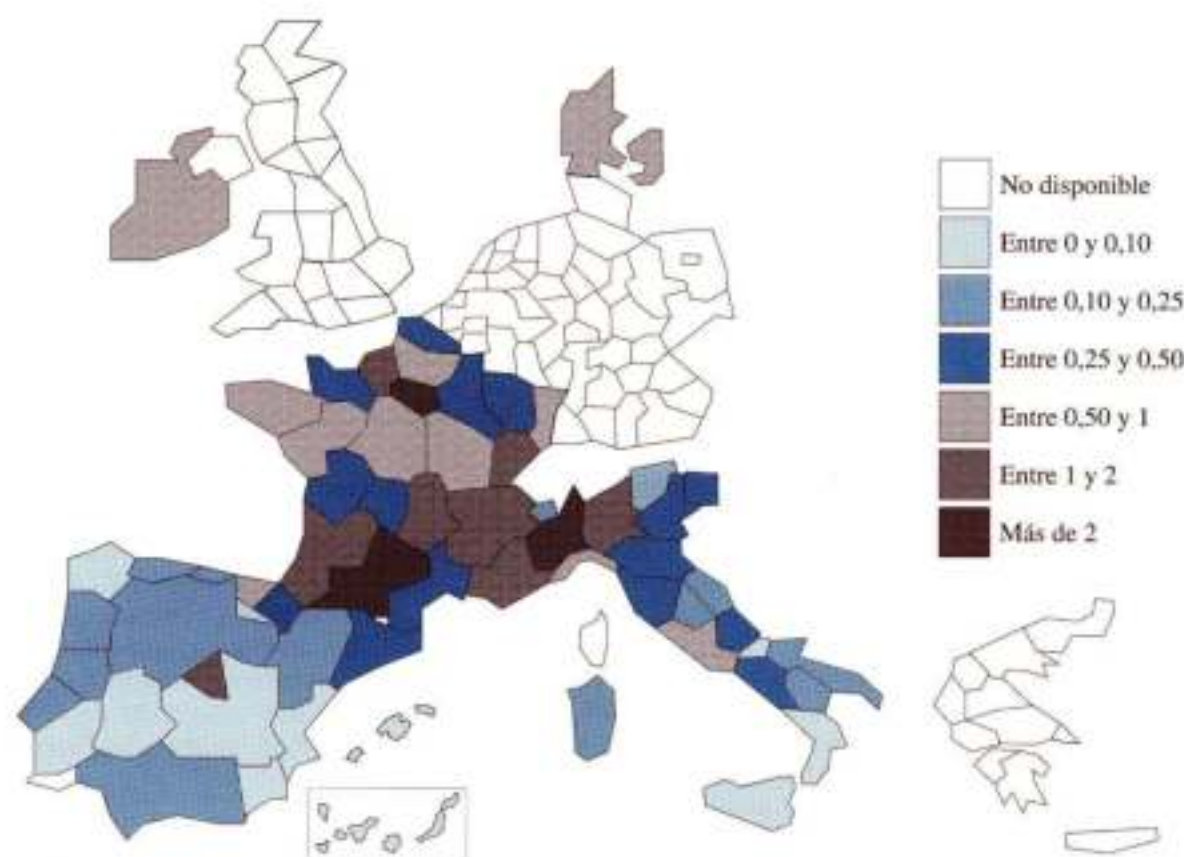 No disponible
Entre 0 y 0,10
Entre 0,10 y 0,25
Entre 0,25 y 0,50
Entre 0,50 y 1
Entre 1 y 2
Más de 2